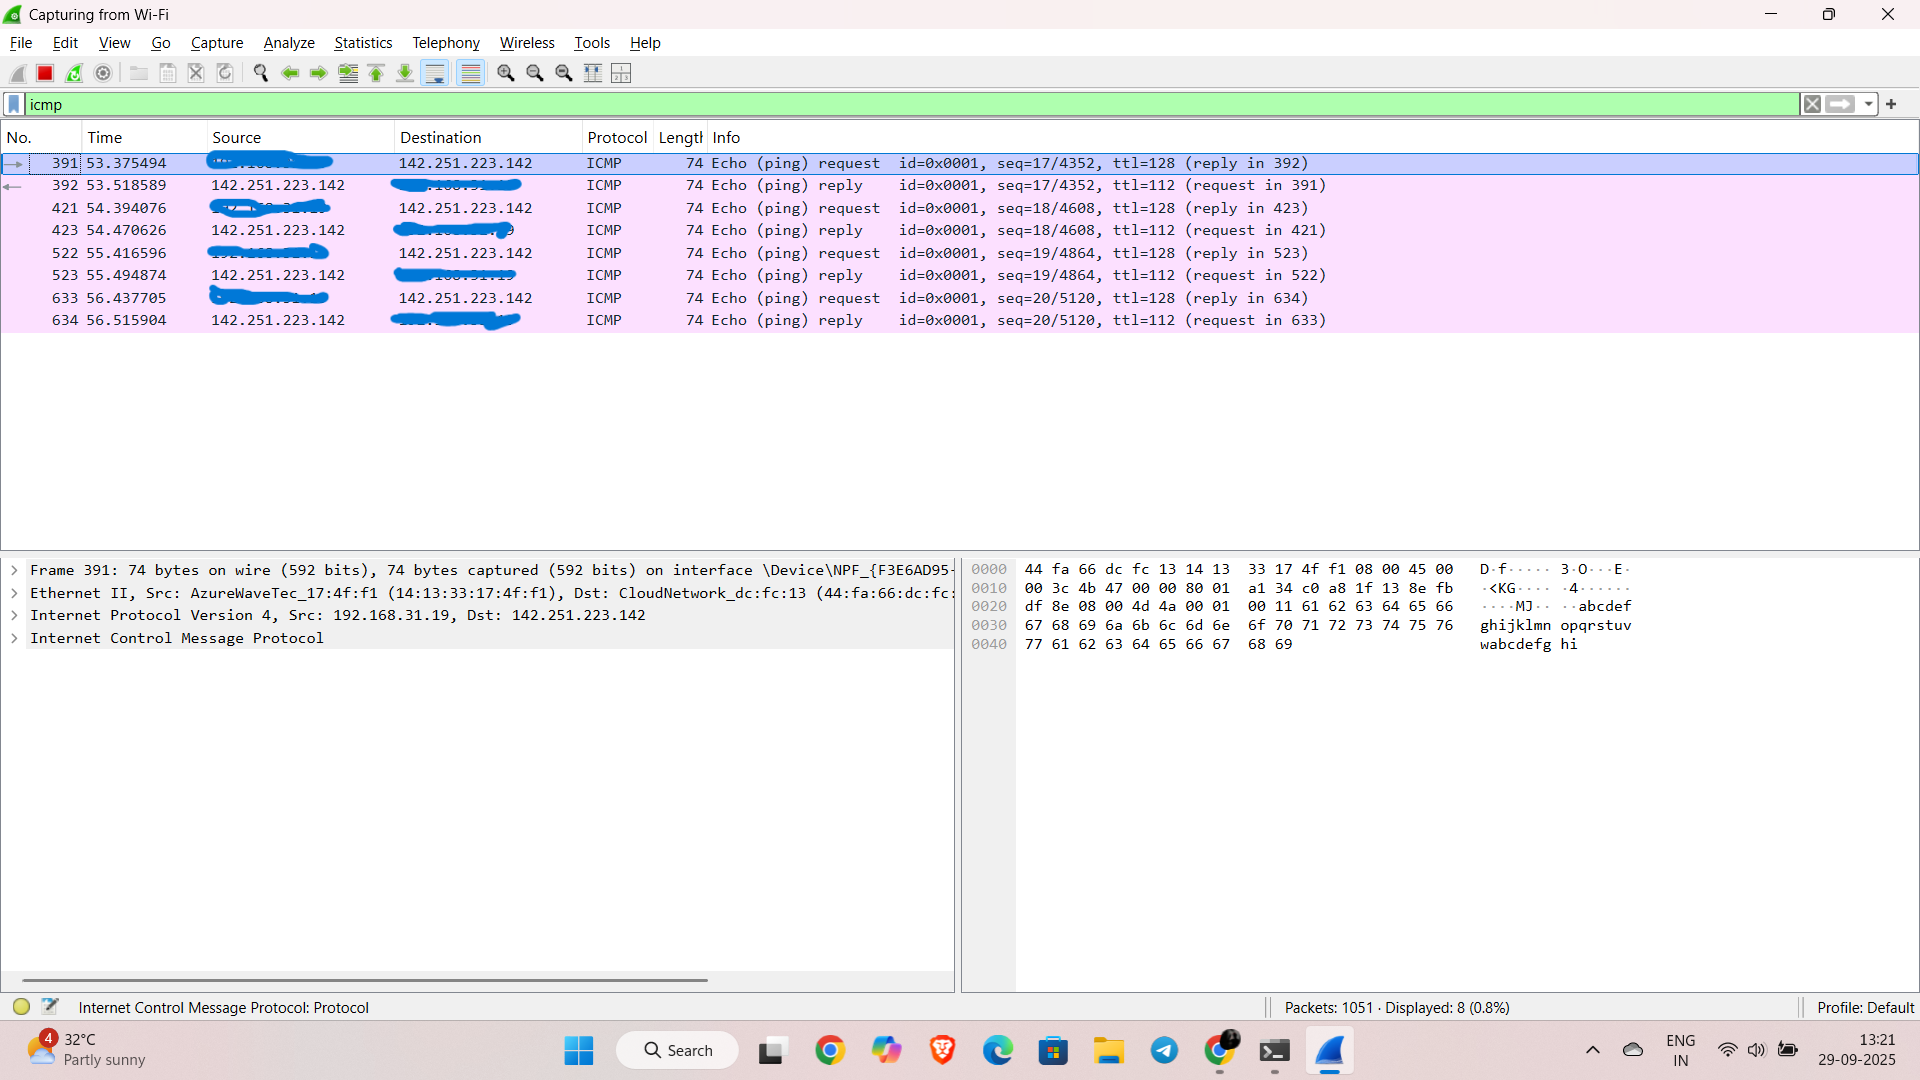 Capturing from Wi-Fi
File Edit View Go Capture Analyze Statistics Telephony Wireless Tools Help
icmp
No. Time Source Destination Protocol Length Info
391 53.375494 142.251.223.142 ICMP 74 Echo (ping) request id=0x0001, seq=17/4352, ttl=128 (reply in 392)
392 53.518589 142.251.223.142 ICMP 74 Echo (ping) reply id=0x0001, seq=17/4352, ttl=112 (request in 391)
421 54.394076 142.251.223.142 ICMP 74 Echo (ping) request id=0x0001, seq=18/4608, ttl=128 (reply in 423)
423 54.470626 142.251.223.142 ICMP 74 Echo (ping) reply id=0x0001, seq=18/4608, ttl=112 (request in 421)
522 55.416596 142.251.223.142 ICMP 74 Echo (ping) request id=0x0001, seq=19/4864, ttl=128 (reply in 523)
523 55.494874 142.251.223.142 ICMP 74 Echo (ping) reply id=0x0001, seq=19/4864, ttl=112 (request in 522)
633 56.437705 142.251.223.142 ICMP 74 Echo (ping) request id=0x0001, seq=20/5120, ttl=128 (reply in 634)
634 56.515904 142.251.223.142 ICMP 74 Echo (ping) reply id=0x0001, seq=20/5120, ttl=112 (request in 633)
Frame 391: 74 bytes on wire (592 bits), 74 bytes captured (592 bits) on interface \Device\NPF_{F3E6AD95-
Ethernet II, Src: AzureWaveTec_17:4f:f1 (14:13:33:17:4f:f1), Dst: CloudNetwork_dc:fc:13 (44:fa:66:dc:fc:
Internet Protocol Version 4, Src: 192.168.31.19, Dst: 142.251.223.142
Internet Control Message Protocol
0000 44 fa 66 dc fc 13 14 13 33 17 4f f1 08 00 45 00 D·f·····3·O···E·
0010 00 3c 4b 47 00 00 80 01 a1 34 c0 a8 1f 13 8e fb ·<KG·····4······
0020 df 8e 08 00 4d 4a 00 01 00 11 61 62 63 64 65 66 ····MJ····abcdef
0030 67 68 69 6a 6b 6c 6d 6e 6f 70 71 72 73 74 75 76 ghijklmn opqrstuv
0040 77 61 62 63 64 65 66 67 68 69 wabcdefg hi
Internet Control Message Protocol: Protocol
Packets: 1051 · Displayed: 8 (0.8%)
Profile: Default
4
32°C
Partly sunny
Search
ENG
IN
13:21
29-09-2025